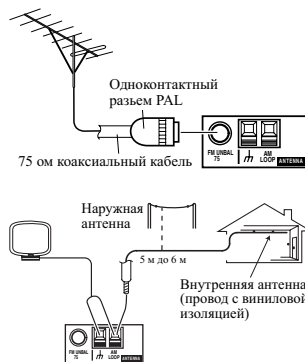 Одноконтактный
разьем PAL
75 ом коаксиальный кабель
FM UNBAL
75
AM
LOOP
ANTENNA
Наружная
антенна
5 м до 6 м
Внутренняя антенна
(провод с виниловой
изоляцией)
FM UNBAL
75
AM
LOOP
ANTENNA